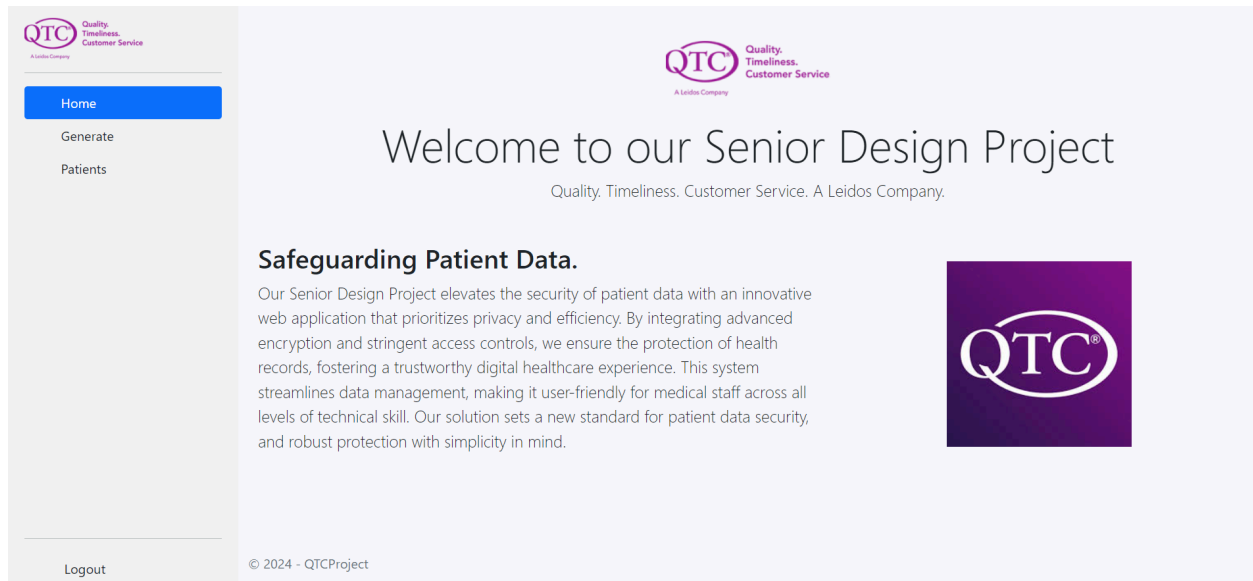 QTC Quality.
Timeliness.
Customer Service
A Leidos Company
Home
Generate
Patients
Logout
QTC® Quality.
Timeliness.
Customer Service
A Leidos Company
Welcome to our Senior Design Project
Quality. Timeliness. Customer Service. A Leidos Company.
Safeguarding Patient Data.
Our Senior Design Project elevates the security of patient data with an innovative
web application that prioritizes privacy and efficiency. By integrating advanced
encryption and stringent access controls, we ensure the protection of health
records, fostering a trustworthy digital healthcare experience. This system
streamlines data management, making it user-friendly for medical staff across all
levels of technical skill. Our solution sets a new standard for patient data security,
and robust protection with simplicity in mind.
QTC®
© 2024 - QTCProject